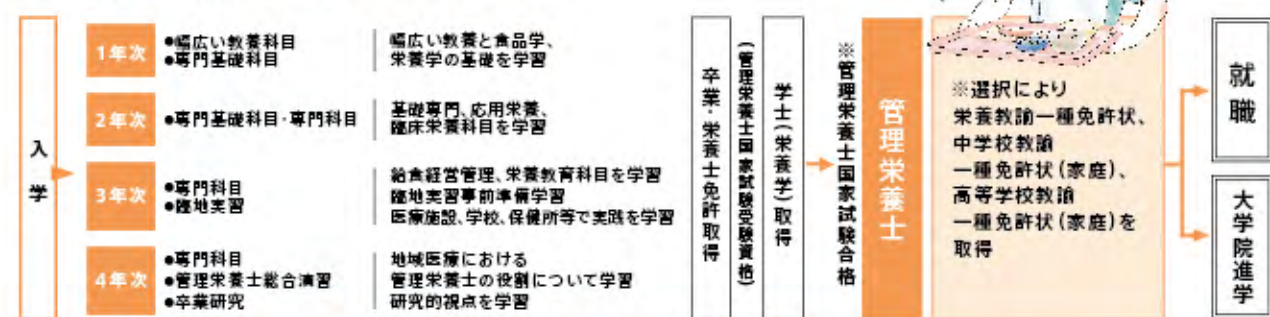 入学
1年次
●幅広い教養科目
●専門基礎科目
幅広い教養と食品学、
栄養学の基礎を学習
2年次
●専門基礎科目・専門科目
基礎専門、応用栄養、
臨床栄養科目を学習
3年次
●専門科目
●臨地実習
給食経営管理、栄養教育科目を学習
臨地実習事前準備学習
医療施設、学校、保健所等で実践を学習
4年次
●専門科目
●管理栄養士総合演習
●卒業研究
地域医療における
管理栄養士の役割について学習
研究的視点を学習
卒業・栄養士免許取得
(管理栄養士国家試験受験資格)
学士(栄養学)取得
※管理栄養士国家試験合格
管理栄養士
※選択により
栄養教諭一種免許状、
中学校教諭
一種免許状(家庭)、
高等学校教諭
一種免許状(家庭)を
取得
就職
大学院進学